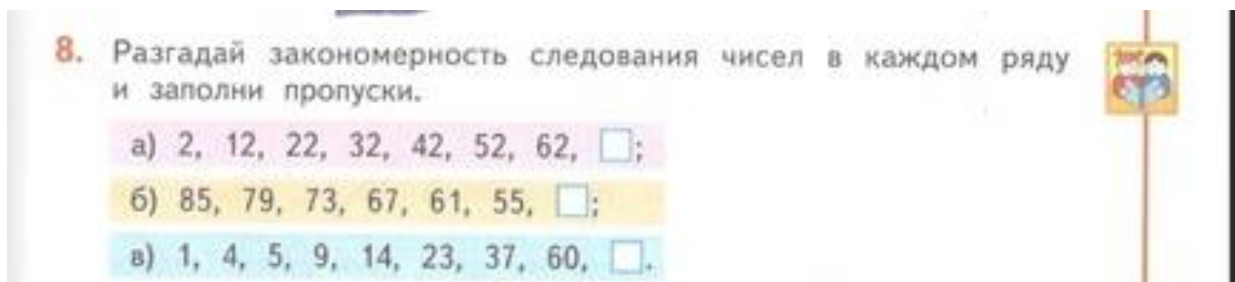 8. Разгадай закономерность следования чисел в каждом ряду
и заполни пропуски.
а) 2, 12, 22, 32, 42, 52, 62, ☐;
б) 85, 79, 73, 67, 61, 55, ☐;
в) 1, 4, 5, 9, 14, 23, 37, 60, ☐.